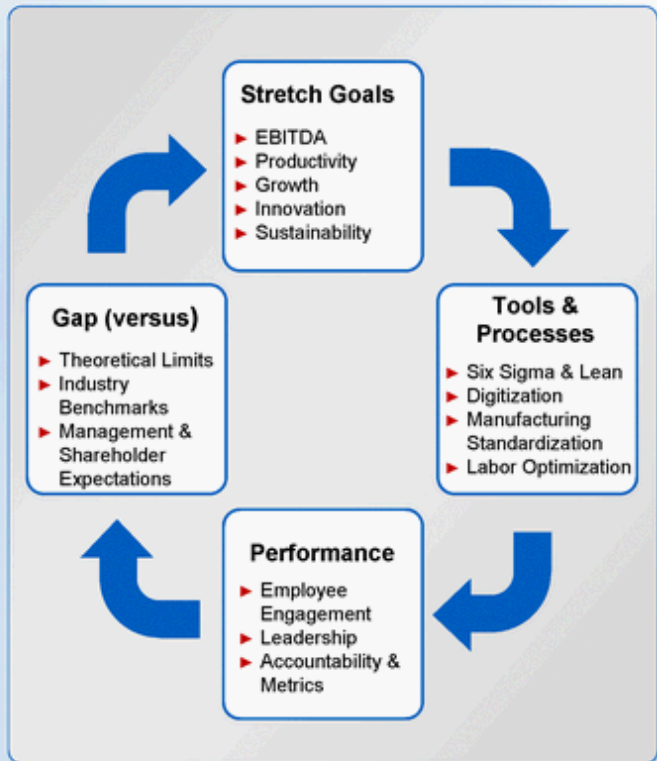 Stretch Goals
► EBITDA
► Productivity
► Growth
► Innovation
► Sustainability
Tools &
Processes
► Six Sigma & Lean
► Digitization
► Manufacturing
Standardization
► Labor Optimization
Performance
► Employee
Engagement
► Leadership
► Accountability &
Metrics
Gap (versus)
► Theoretical Limits
► Industry
Benchmarks
► Management &
Shareholder
Expectations